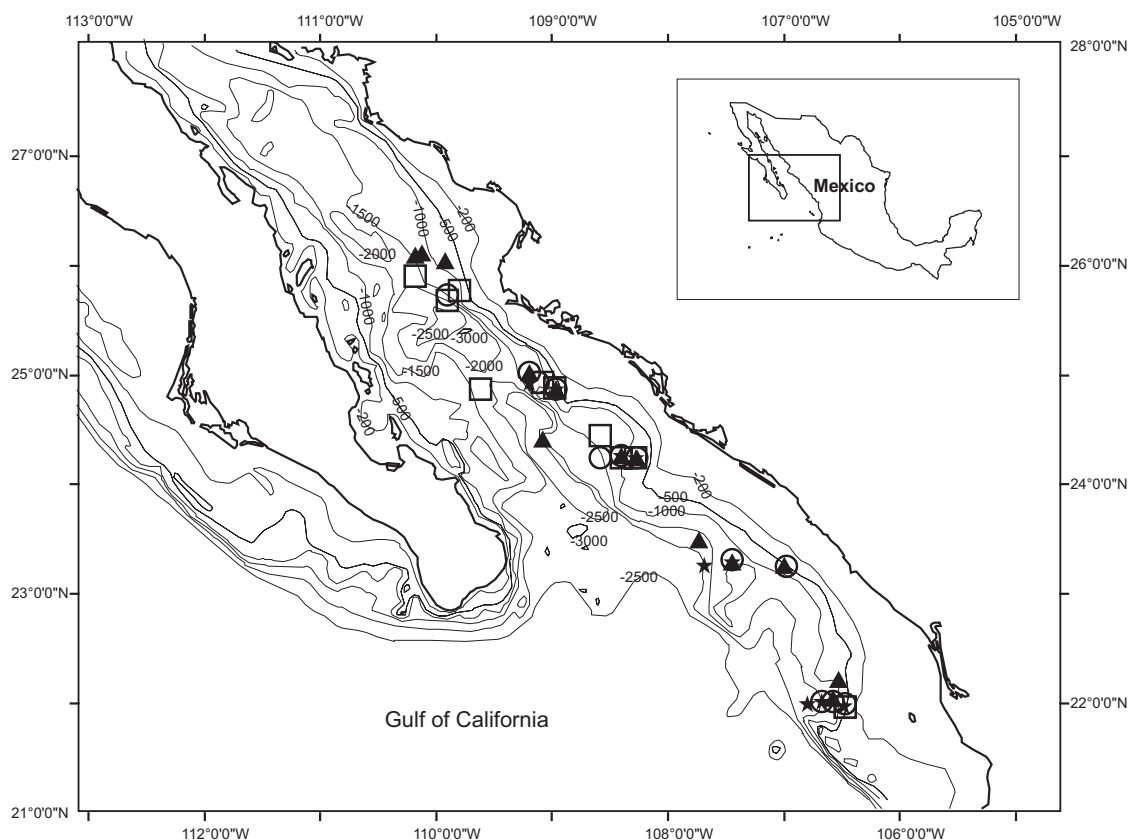 113°0'0"W 111°0'0"W 109°0'0"W 107°0'0"W 105°0'0"W
28°0'0"N
27°0'0"N
Mexico
-1500
-1000
-200
500
-2000
26°0'0"N
-1000
-2500
-3000
-2000
-1500
25°0'0"N
500
-200
-200
-500
24°0'0"N
-1000
-2500
-3000
-2500
23°0'0"N
22°0'0"N
Gulf of California
21°0'0"N
112°0'0"W 110°0'0"W 108°0'0"W 106°0'0"W